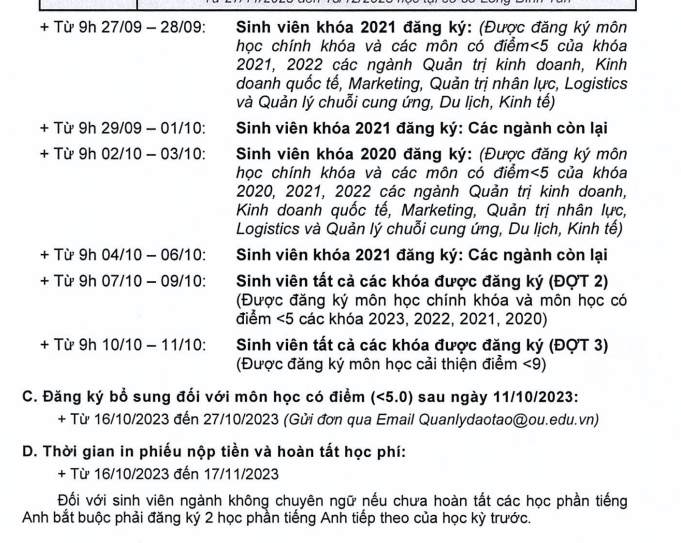 Từ 27/11/2023 đến
học tại cơ sở Long Bình Tân
+ Từ 9h 27/09 – 28/09: Sinh viên khóa 2021 đăng ký: (Được đăng ký môn
học chính khóa và các môn có điểm<5 của khóa
2021, 2022 các ngành Quản trị kinh doanh, Kinh
doanh quốc tế, Marketing, Quản trị nhân lực, Logistics
và Quản lý chuỗi cung ứng, Du lịch, Kinh tế)
+ Từ 9h 29/09 – 01/10: Sinh viên khóa 2021 đăng ký: Các ngành còn lại
+ Từ 9h 02/10 – 03/10: Sinh viên khóa 2020 đăng ký: (Được đăng ký môn
học chính khóa và các môn có điểm<5 của khóa
2020, 2021, 2022 các ngành Quản trị kinh doanh,
Kinh doanh quốc tế, Marketing, Quản trị nhân lực,
Logistics và Quản lý chuỗi cung ứng, Du lịch, Kinh tế)
+ Từ 9h 04/10 – 06/10: Sinh viên khóa 2021 đăng ký: Các ngành còn lại
+ Từ 9h 07/10 – 09/10: Sinh viên tất cả các khóa được đăng ký (ĐỢT 2)
(Được đăng ký môn học chính khóa và môn học có
điểm <5 các khóa 2023, 2022, 2021, 2020)
+ Từ 9h 10/10 – 11/10: Sinh viên tất cả các khóa được đăng ký (ĐỢT 3)
(Được đăng ký môn học cải thiện điểm <9)
C. Đăng ký bổ sung đối với môn học có điểm (<5.0) sau ngày 11/10/2023:
+ Từ 16/10/2023 đến 27/10/2023 (Gửi đơn qua Email Quanlydaotao@ou.edu.vn)
D. Thời gian in phiếu nộp tiền và hoàn tất học phí:
+ Từ 16/10/2023 đến 17/11/2023
Đối với sinh viên ngành không chuyên ngữ nếu chưa hoàn tất các học phần tiếng
Anh bắt buộc phải đăng ký 2 học phần tiếng Anh tiếp theo của học kỳ trước.